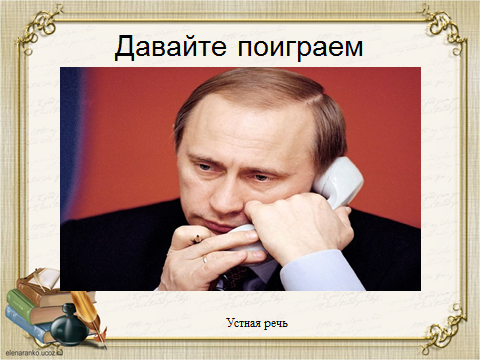 Давайте поиграем
Устная речь
elenaranko.ucoz.ru